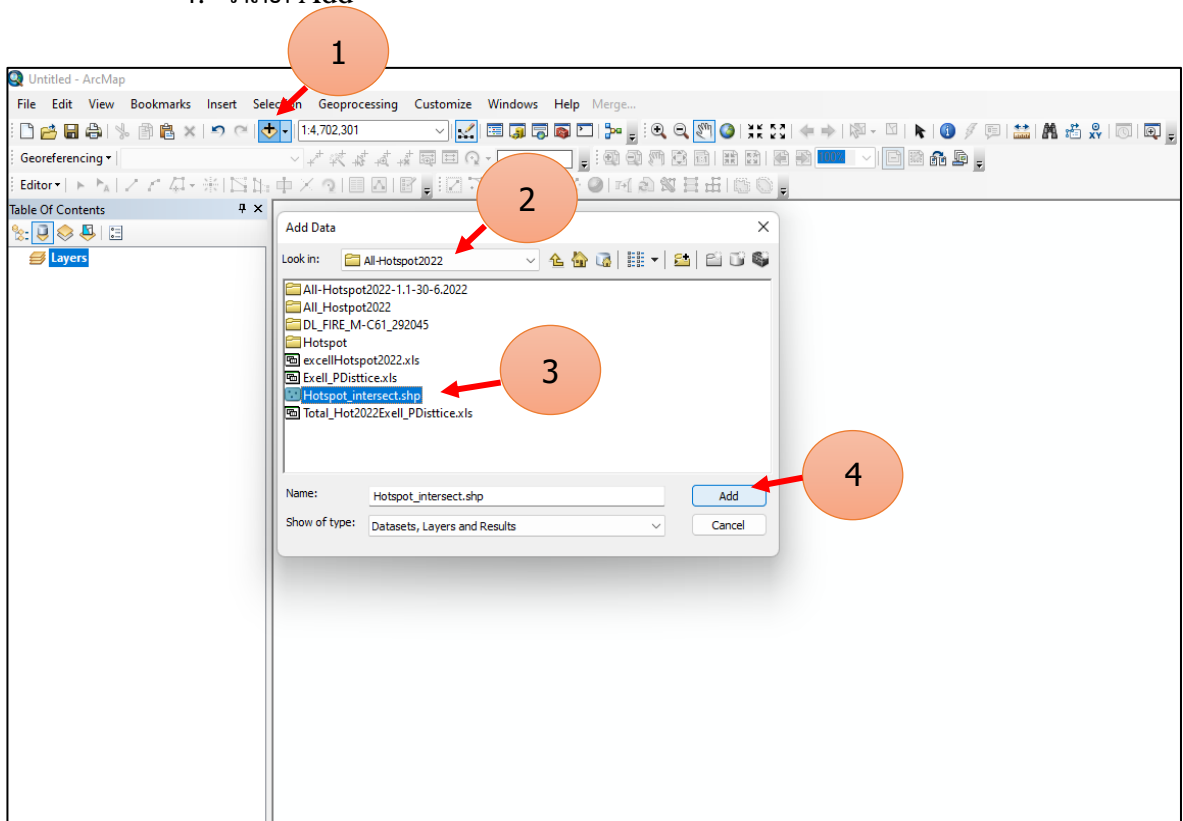 Add
1
Untitled - ArcMap
File Edit View Bookmarks Insert Selection Geoprocessing Customize Windows Help Merge...
1:4,702,301
Georeferencing
100%
Editor
2
Table Of Contents
Layers
Add Data
Look in: All-Hotspot2022
All-Hotspot2022-1.1-30-6.2022
All_Hostpot2022
DL_FIRE_M-C61_292045
Hotspot
excellHotspot2022.xls
Exell_PDisttice.xls
Hotspot_intersect.shp
Total_Hot2022Exell_PDisttice.xls
3
4
Name: Hotspot_intersect.shp Add
Show of type: Datasets, Layers and Results Cancel